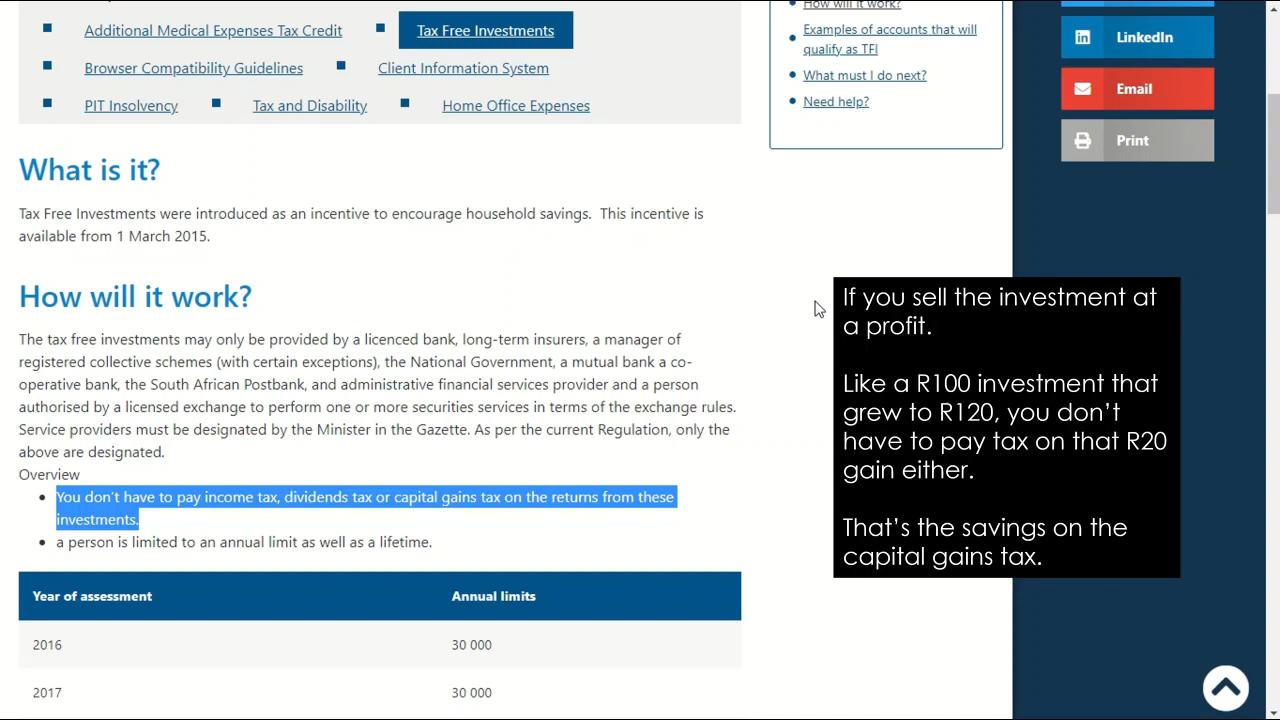 Additional Medical Expenses Tax Credit
Tax Free Investments
Browser Compatibility Guidelines
Client Information System
PIT Insolvency
Tax and Disability
Home Office Expenses
How will it work?
Examples of accounts that will
qualify as TFI
What must I do next?
Need help?
LinkedIn
Email
Print
What is it?
Tax Free Investments were introduced as an incentive to encourage household savings.  This incentive is
available from 1 March 2015.
How will it work?
The tax free investments may only be provided by a licenced bank, long-term insurers, a manager of
registered collective schemes (with certain exceptions), the National Government, a mutual bank a co-
operative bank, the South African Postbank, and administrative financial services provider and a person
authorised by a licensed exchange to perform one or more securities services in terms of the exchange rules.
Service providers must be designated by the Minister in the Gazette. As per the current Regulation, only the
above are designated.
Overview
You don't have to pay income tax, dividends tax or capital gains tax on the returns from these
investments.
a person is limited to an annual limit as well as a lifetime.
Year of assessment
Annual limits
2016
30 000
2017
30 000
If you sell the investment at
a profit.
Like a R100 investment that
grew to R120, you don't
have to pay tax on that R20
gain either.
That's the savings on the
capital gains tax.